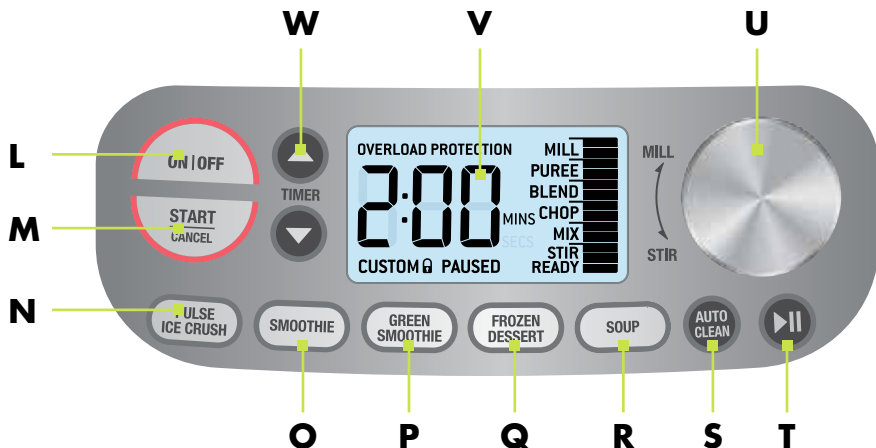 W V U
L ON|OFF
OVERLOAD PROTECTION
MILL
PUREE
BLEND
CHOP
MIX
STIR
READY
2:00 MINS
SECS
CUSTOM PAUSED
TIMER
MILL
STIR
M START
CANCEL
N PULSE
ICE CRUSH
SMOOTHIE
GREEN
SMOOTHIE
FROZEN
DESSERT
SOUP
AUTO
CLEAN
O P Q R S T